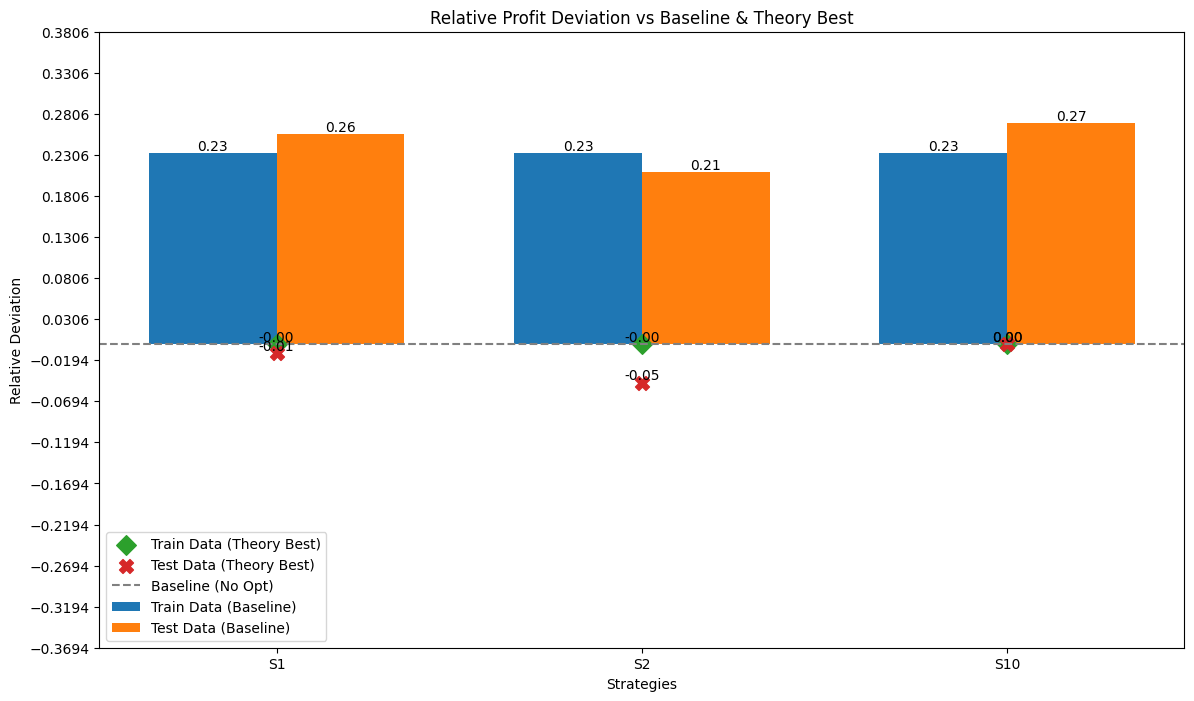 Relative Profit Deviation vs Baseline & Theory Best
Relative Deviation
0.3806
0.3306
0.2806
0.2306
0.1806
0.1306
0.0806
0.0306
−0.0194
−0.0694
−0.1194
−0.1694
−0.2194
−0.2694
−0.3194
−0.3694
0.23
0.26
0.23
0.21
0.23
0.27
-0.00
-0.01
-0.00
-0.05
0.00
0.00
Train Data (Theory Best)
Test Data (Theory Best)
Baseline (No Opt)
Train Data (Baseline)
Test Data (Baseline)
S1
S2
S10
Strategies